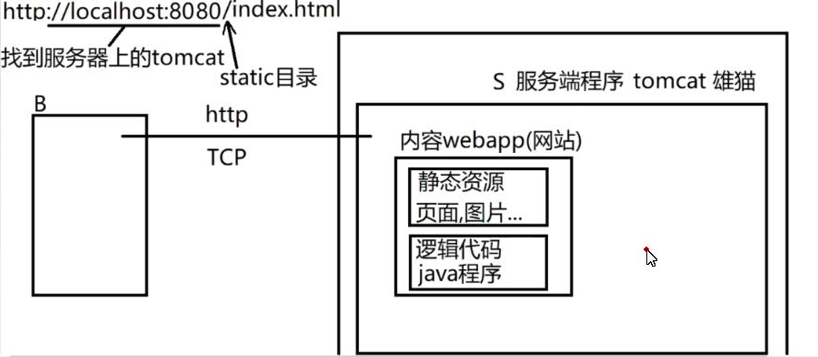 http://localhost:8080/index.html
找到服务器上的tomcat
static目录
S 服务端程序 tomcat 雄猫
B
http
TCP
内容webapp(网站)
静态资源
页面,图片...
逻辑代码
java程序